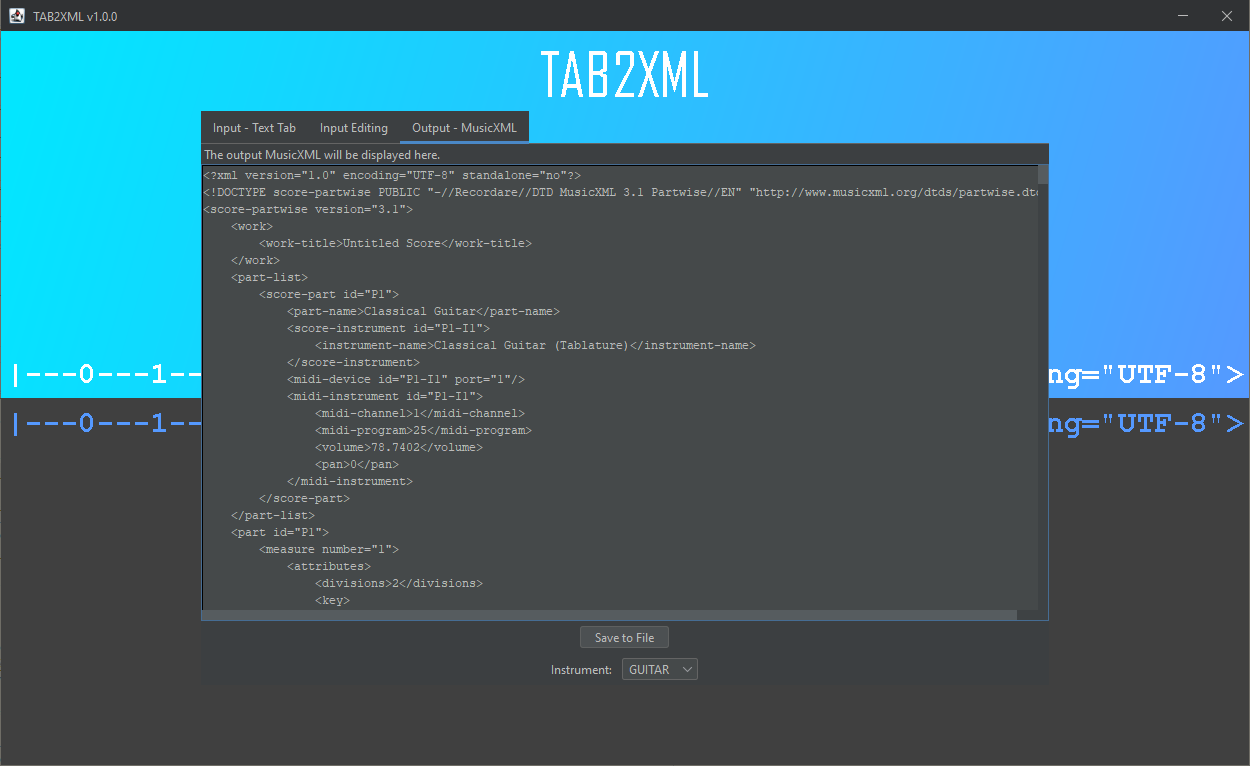 TAB2XML v1.0.0
TAB2XML
Input - Text Tab Input Editing Output - MusicXML
The output MusicXML will be displayed here.
<?xml version="1.0" encoding="UTF-8" standalone="no"?>
<!DOCTYPE score-partwise PUBLIC "-//Recordare//DTD MusicXML 3.1 Partwise//EN" "http://www.musicxml.org/dtds/partwise.dtd
<score-partwise version="3.1">
<work>
<work-title>Untitled Score</work-title>
</work>
<part-list>
<score-part id="P1">
<part-name>Classical Guitar</part-name>
<score-instrument id="P1-I1">
<instrument-name>Classical Guitar (Tablature)</instrument-name>
</score-instrument>
<midi-device id="P1-I1" port="1"/>
<midi-instrument id="P1-I1">
<midi-channel>1</midi-channel>
<midi-program>25</midi-program>
<volume>78.7402</volume>
<pan>0</pan>
</midi-instrument>
</score-part>
</part-list>
<part id="P1">
<measure number="1">
<attributes>
<divisions>2</divisions>
<key>
|---0---1-- ng="UTF-8">
|---0---1-- ng="UTF-8">
Save to File
Instrument: GUITAR